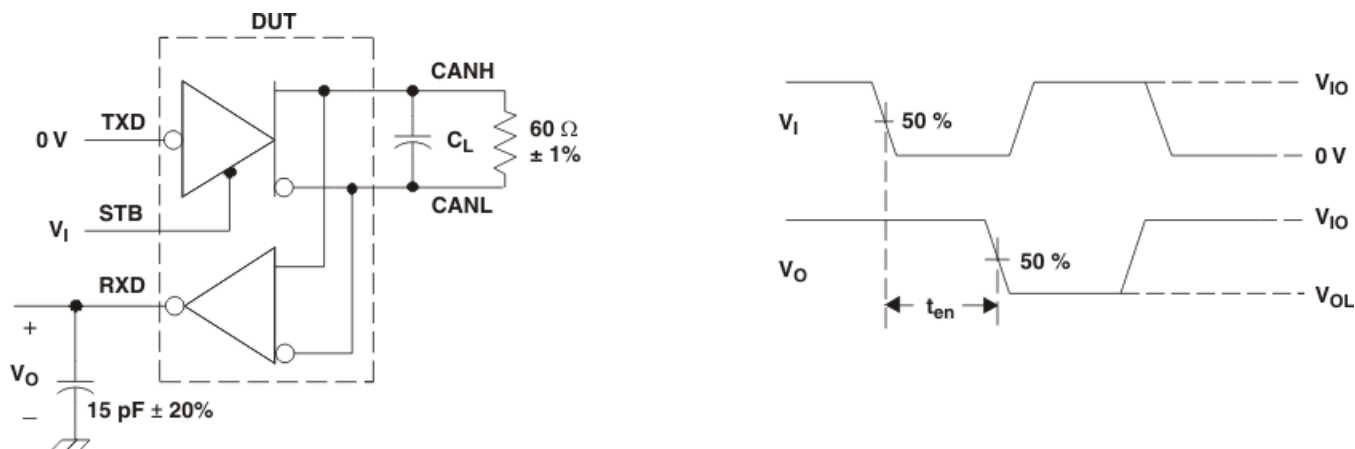 DUT
CANH
TXD
0 V
C_L
60 Ω
± 1%
STB
CANL
V_I
RXD
+
V_O
–
15 pF ± 20%
V_IO
V_I
50 %
0 V
V_IO
V_O
50 %
t_en
V_OL